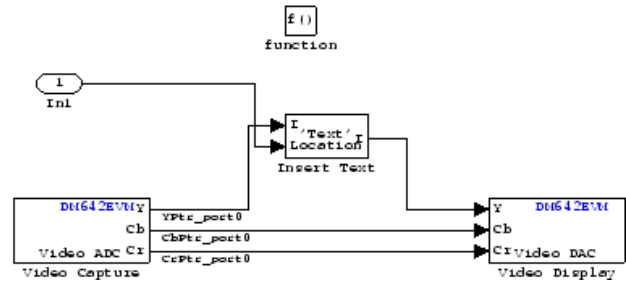 f()
function
1
In1
I
'Text'
I
Location
Insert Text
DM642EVM
Y
YPtr_port0
Cb
CbPtr_port0
Video ADC
Cr
CrPtr_port0
Video Capture
Y
DM642EVM
Cb
Cr
Video DAC
Video Display